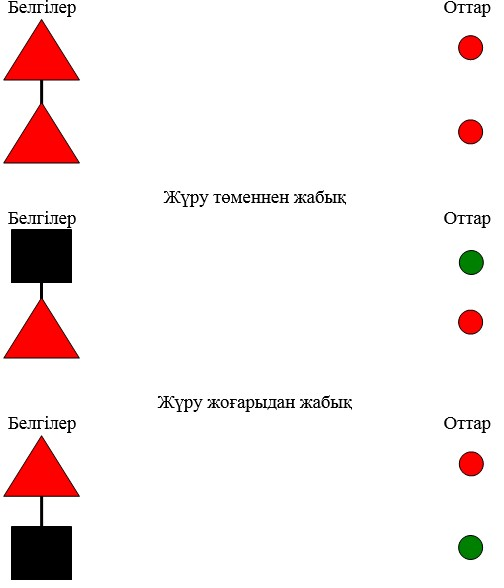 Белгілер Оттар
Жүру төменнен жабық
Белгілер Оттар
Жүру жоғарыдан жабық
Белгілер Оттар